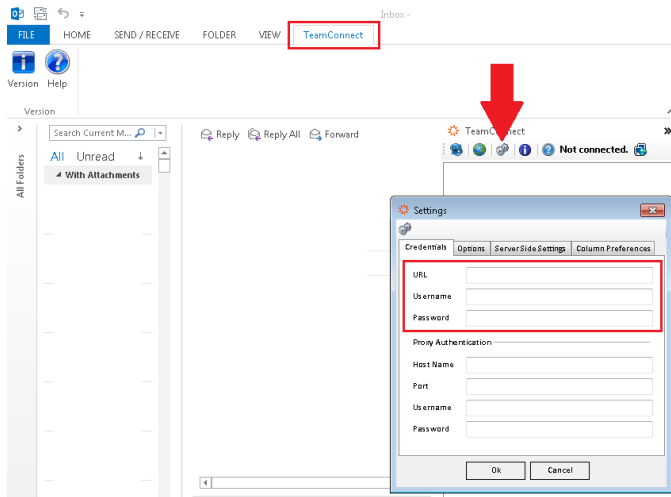 Inbox -
FILE HOME SEND / RECEIVE FOLDER VIEW TeamConnect
Version Help
Version
Search Current M...
All Unread ↓
With Attachments
All Folders
Reply Reply All Forward
TeamConnect
Not connected.
Settings
Credentials Options Server Side Settings Column Preferences
URL
Username
Password
Proxy Authentication
Host Name
Port
Username
Password
Ok Cancel